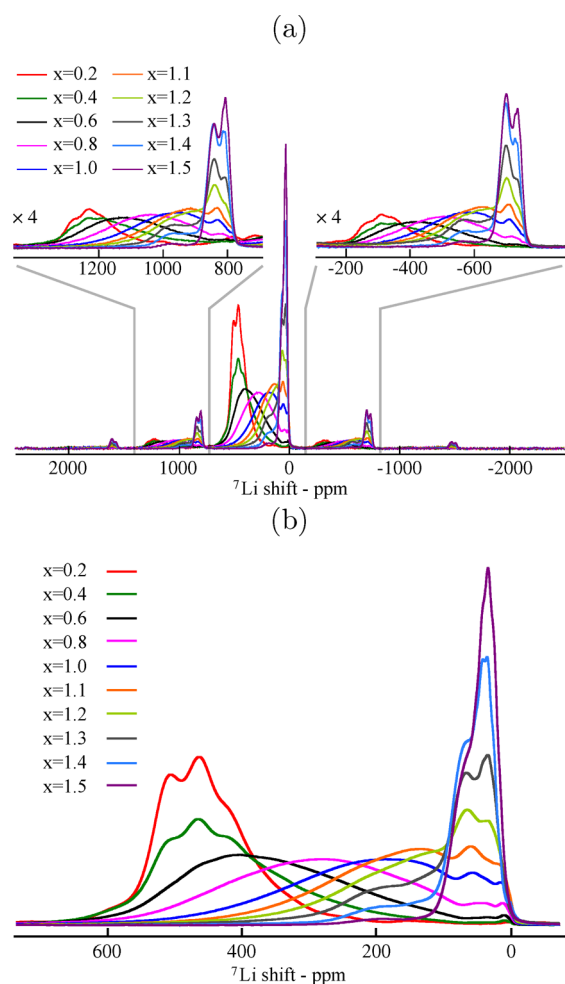 (a)
x=0.2 x=1.1
x=0.4 x=1.2
x=0.6 x=1.3
x=0.8 x=1.4
x=1.0 x=1.5
× 4 × 4
1200 1000 800 -200 -400 -600
2000 1000 0 -1000 -2000
⁷Li shift - ppm
(b)
x=0.2
x=0.4
x=0.6
x=0.8
x=1.0
x=1.1
x=1.2
x=1.3
x=1.4
x=1.5
600 400 200 0
⁷Li shift - ppm